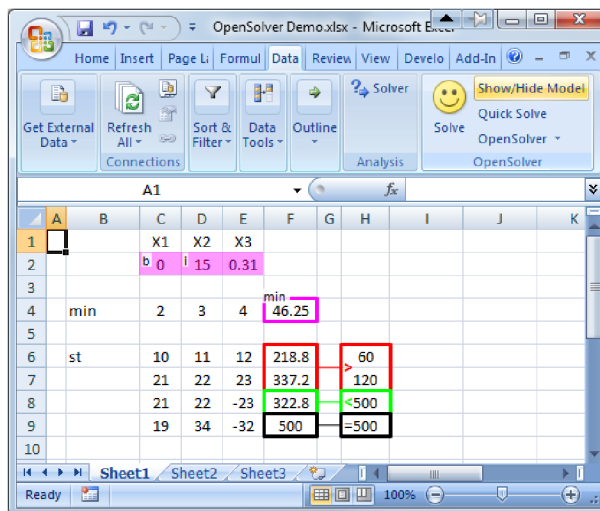 OpenSolver Demo.xlsx - Microsoft Excel
Home Insert Page L Formul Data Review View Develo Add-In
Get External Data
Refresh All
Connections
Sort & Filter
Data Tools
Outline
Solver
Analysis
Solve
Show/Hide Model
Quick Solve
OpenSolver
OpenSolver
A1 fx
A B C D E F G H I J K
1 X1 X2 X3
2 b 0 i 15 0.31
3
min
4 min 2 3 4 46.25
5
6 st 10 11 12 218.8 60
>
7 21 22 23 337.2 120
8 21 22 -23 322.8 <500
9 19 34 -32 500 =500
10
Sheet1 Sheet2 Sheet3
Ready 100%